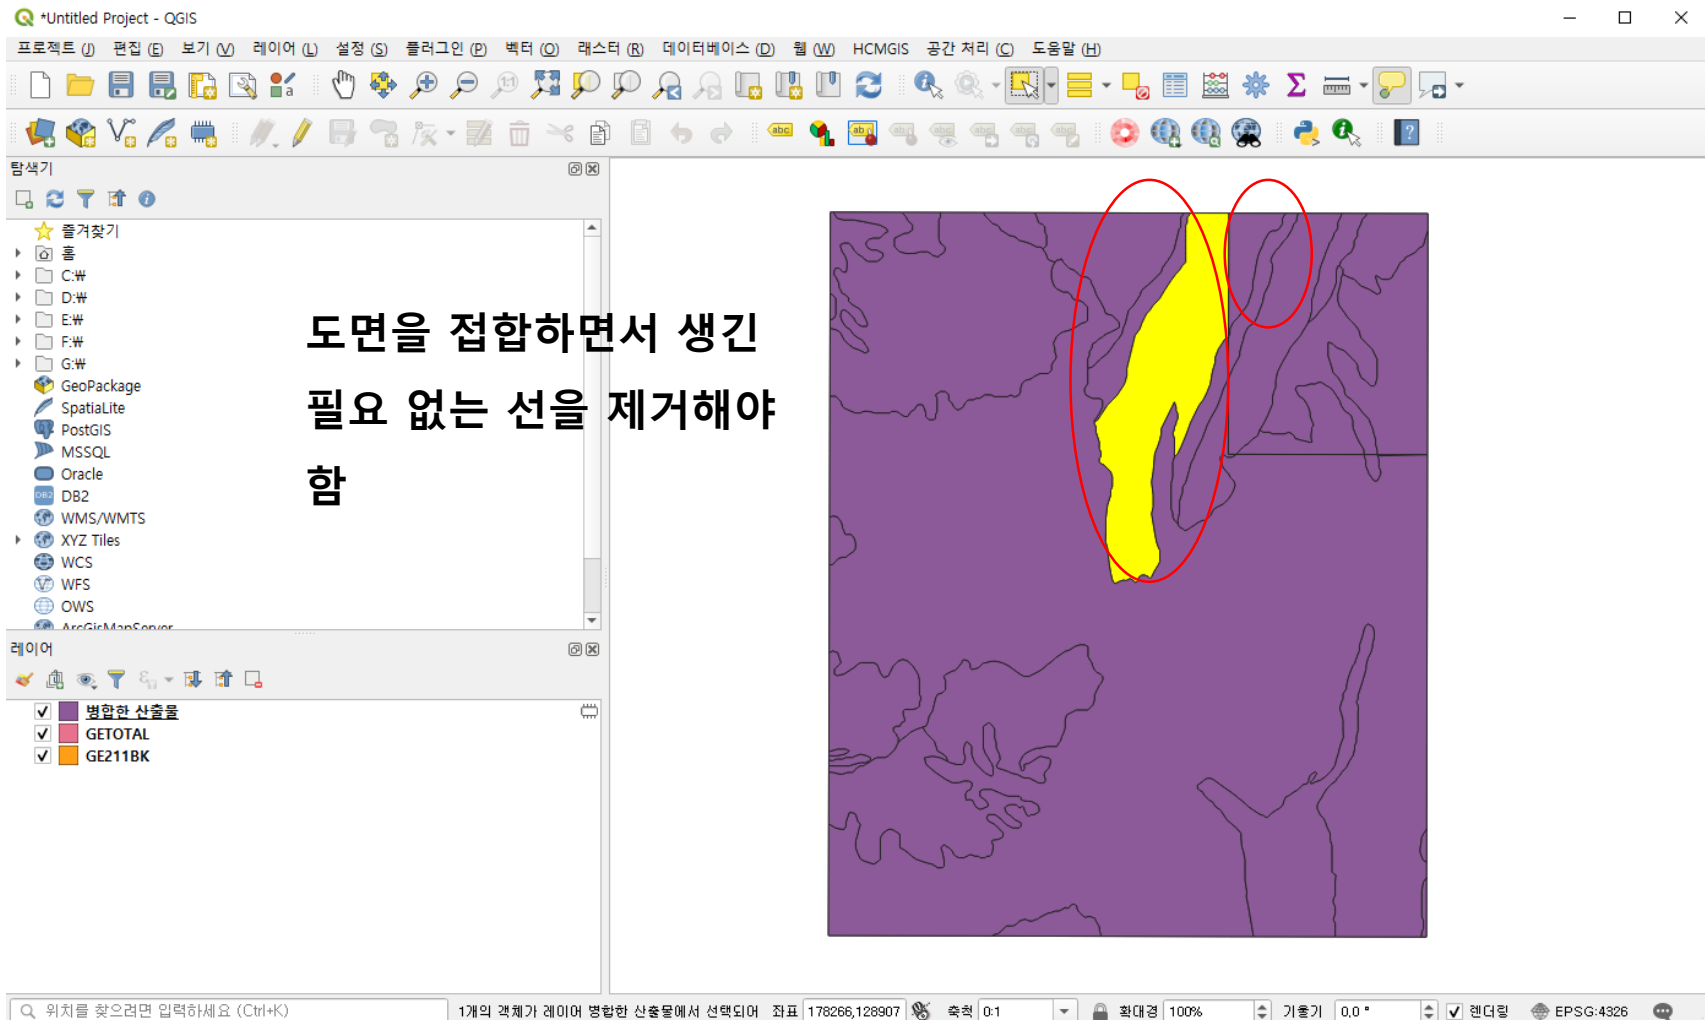 *Untitled Project - QGIS
프로젝트 (J) 편집 (E) 보기 (V) 레이어 (L) 설정 (S) 플러그인 (P) 벡터 (O) 래스터 (R) 데이터베이스 (D) 웹 (W) HCMGIS 공간 처리 (C) 도움말 (H)
탐색기
즐겨찾기
홈
C:₩
D:₩
E:₩
F:₩
G:₩
GeoPackage
SpatiaLite
PostGIS
MSSQL
Oracle
DB2
WMS/WMTS
XYZ Tiles
WCS
WFS
OWS
ArcGisMapServer
도면을 접합하면서 생긴
필요 없는 선을 제거해야
함
레이어
병합한 산출물
GETOTAL
GE211BK
위치를 찾으려면 입력하세요 (Ctrl+K)
1개의 객체가 레이어 병합한 산출물에서 선택되어 좌표 178266,128907 축척 0:1 확대경 100% 기울기 0,0 ° 렌더링 EPSG:4326